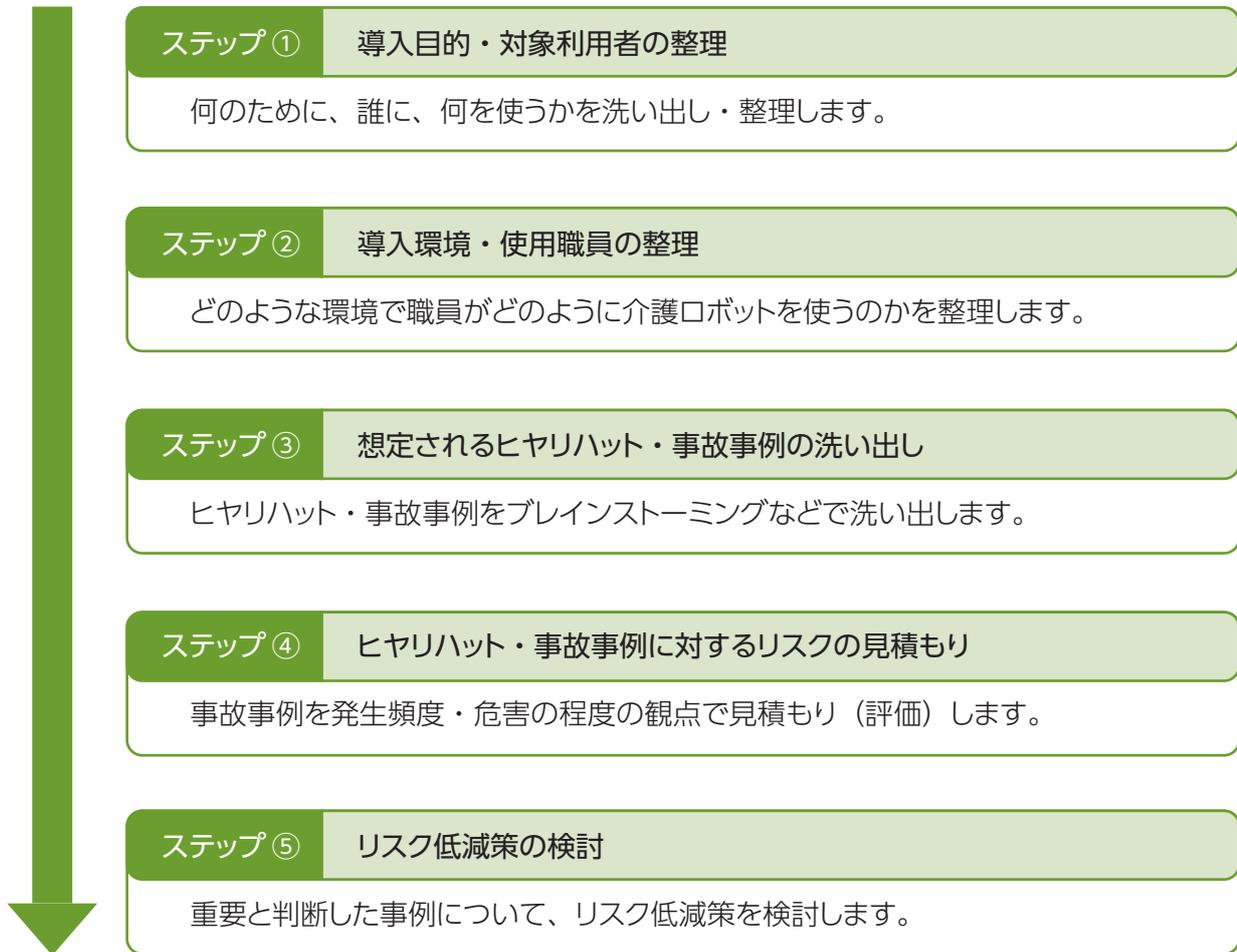 ステップ① 導入目的・対象利用者の整理
何のために、誰に、何を使うかを洗い出し・整理します。
ステップ② 導入環境・使用職員の整理
どのような環境で職員がどのように介護ロボットを使うのかを整理します。
ステップ③ 想定されるヒヤリハット・事故事例の洗い出し
ヒヤリハット・事故事例をブレインストーミングなどで洗い出します。
ステップ④ ヒヤリハット・事故事例に対するリスクの見積もり
事故事例を発生頻度・危害の程度の観点で見積もり（評価）します。
ステップ⑤ リスク低減策の検討
重要と判断した事例について、リスク低減策を検討します。